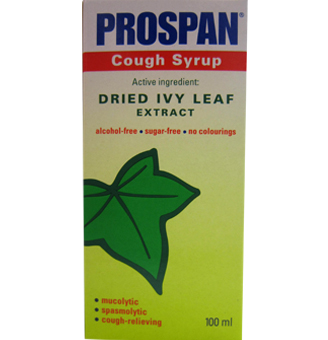 PROSPAN®
Cough Syrup
Active ingredient:
DRIED IVY LEAF
EXTRACT
alcohol-free • sugar-free • no colourings
• mucolytic
• spasmolytic
• cough-relieving
100 ml